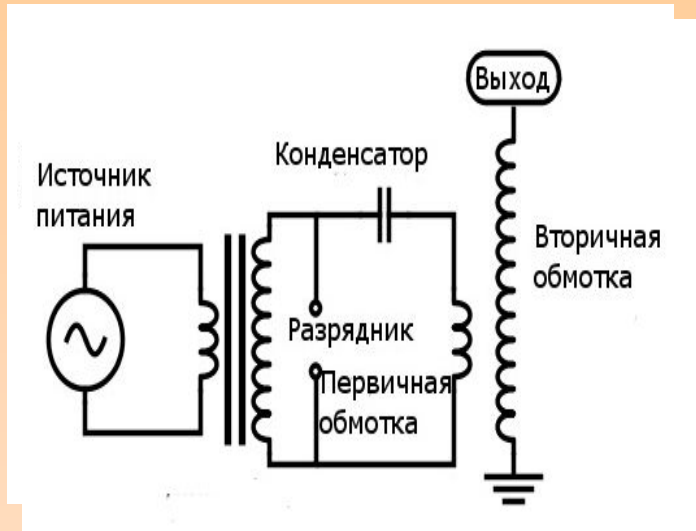 Выход
Конденсатор
Источник
питания
Вторичная
обмотка
Разрядник
Первичная
обмотка